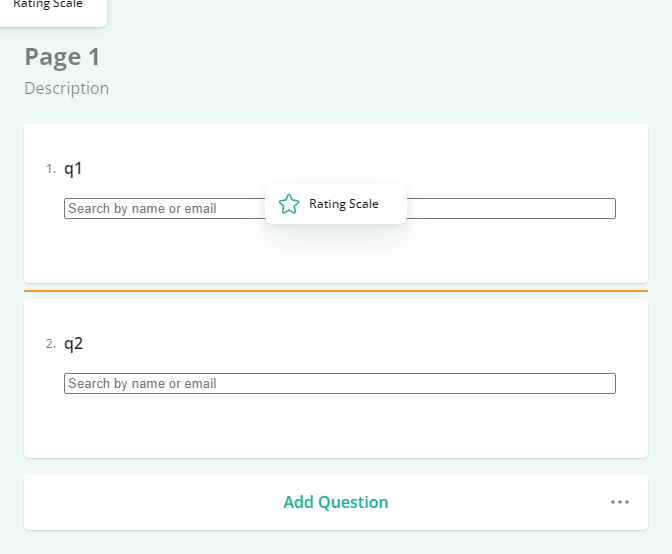 Rating Scale
Page 1
Description
1. q1
Search by name or email
Rating Scale
2. q2
Search by name or email
Add Question